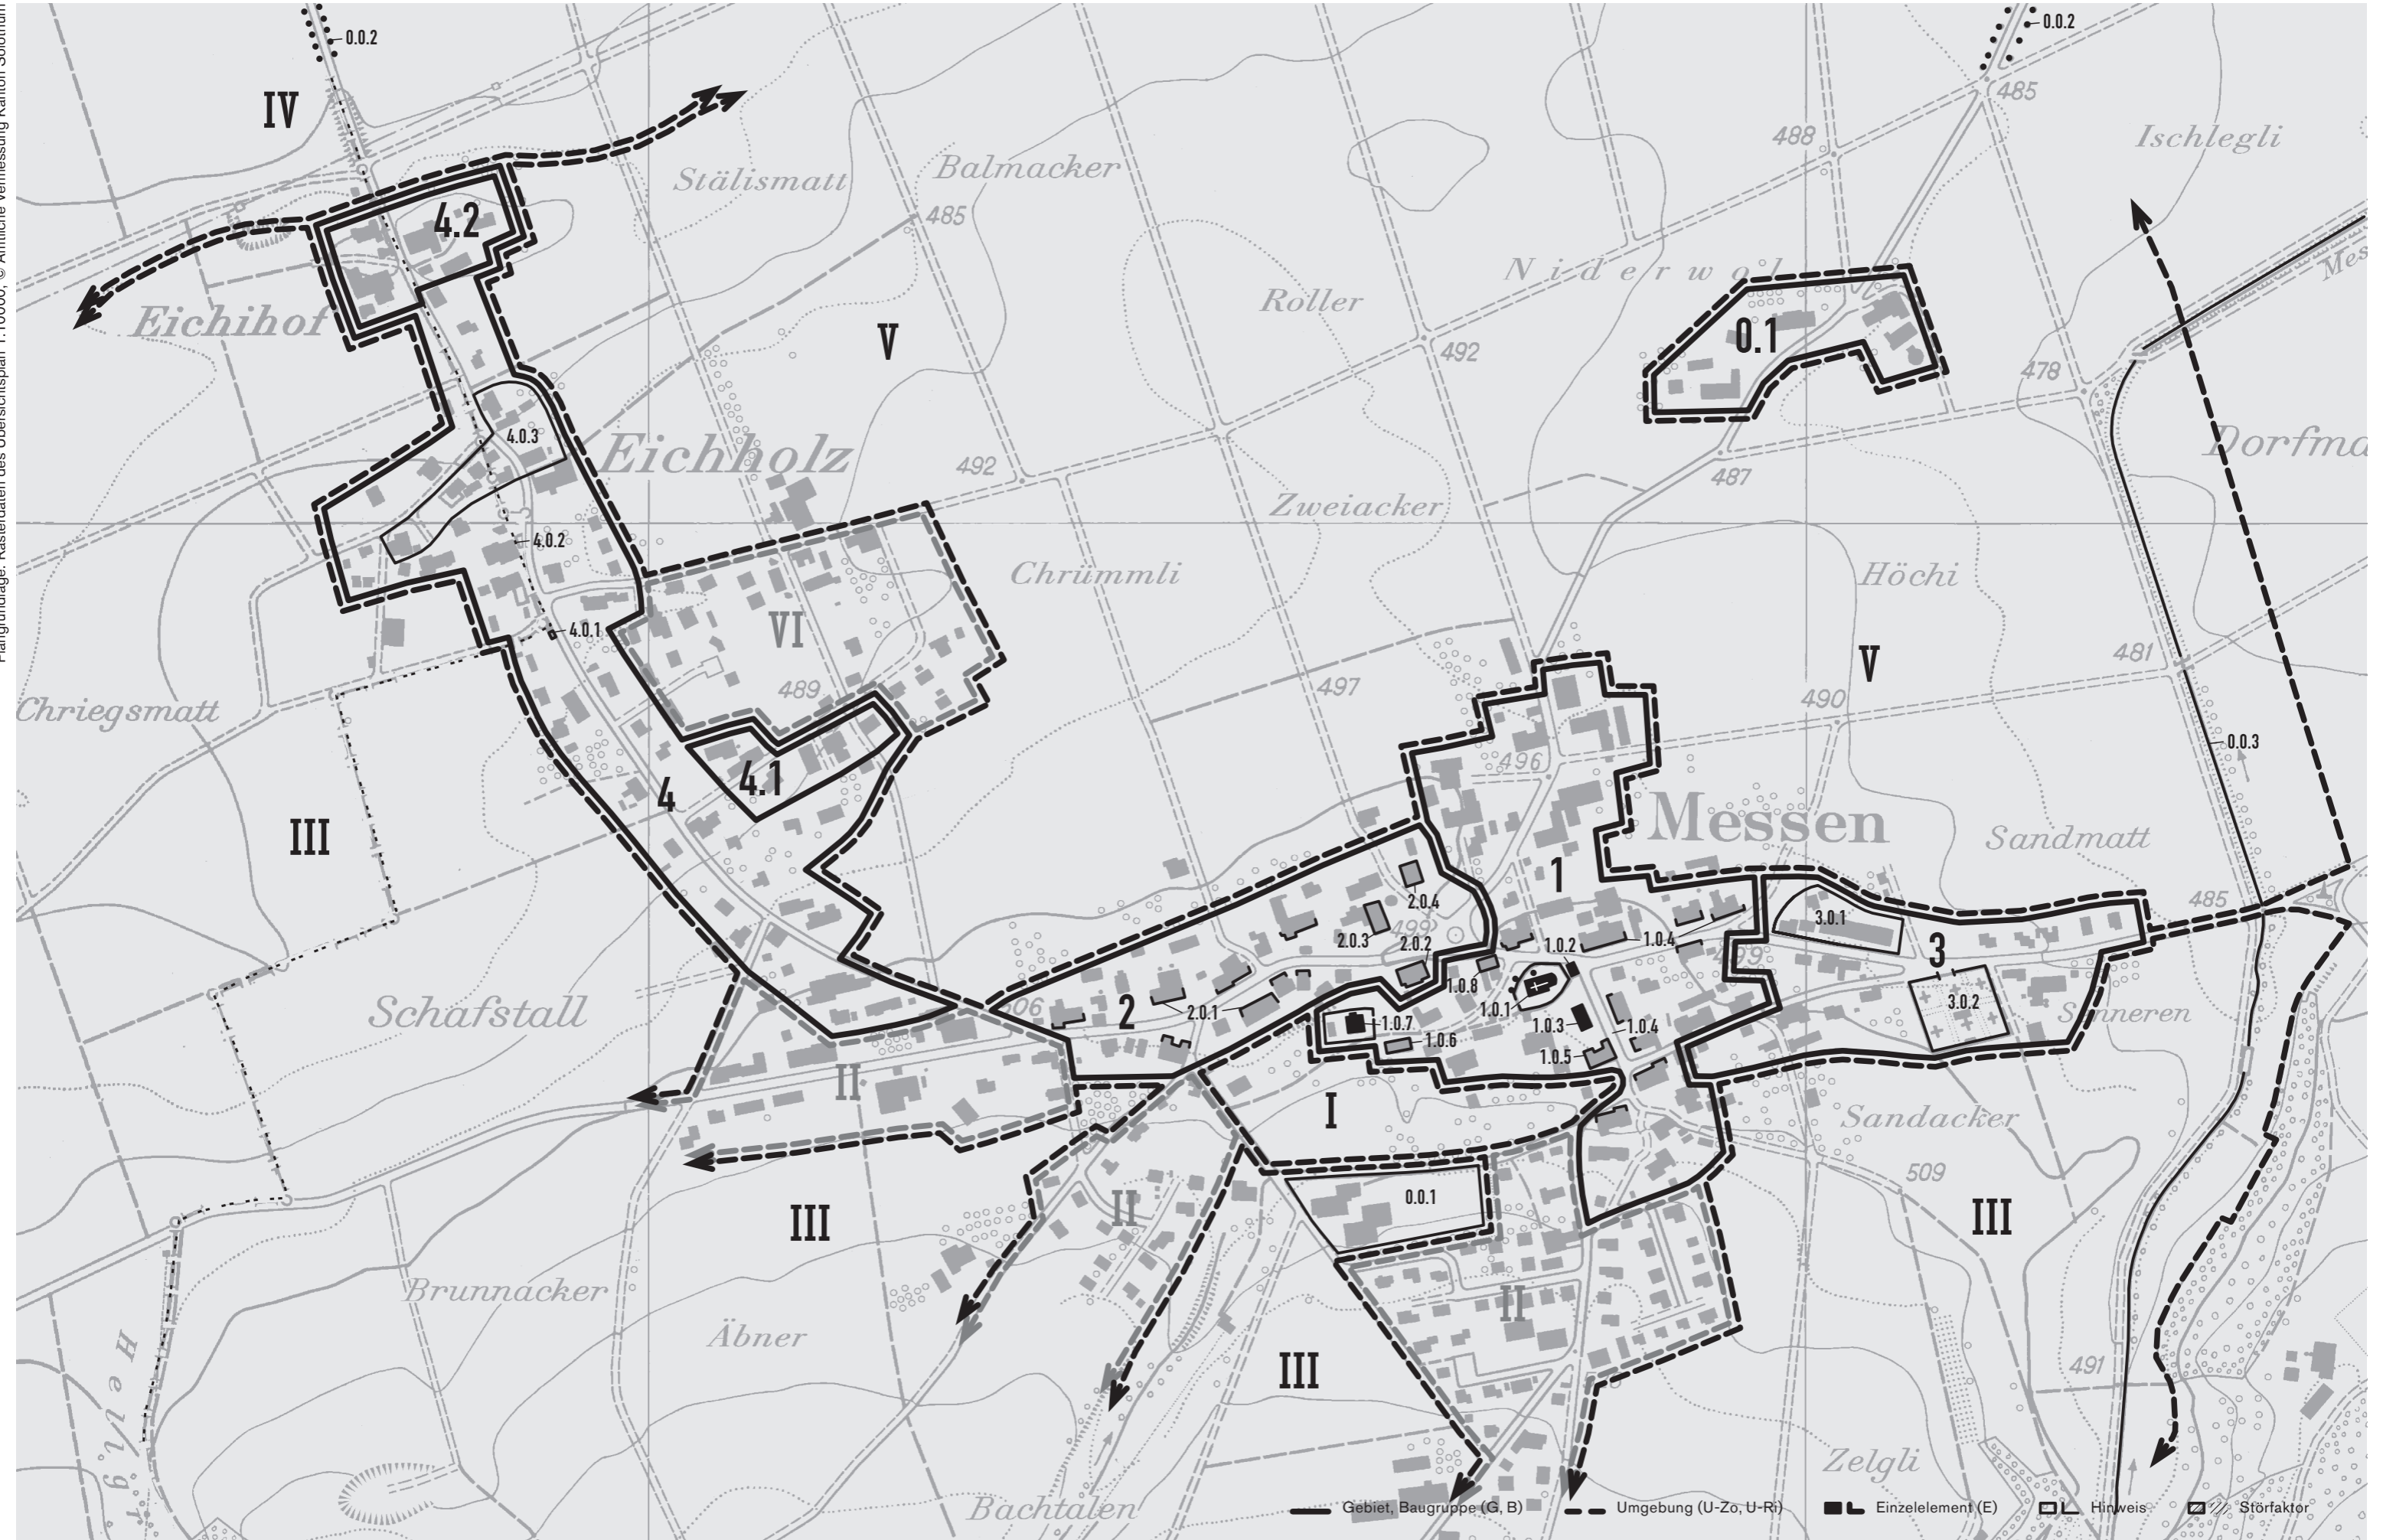 Plangrundlage: Rasterdaten des Übersichtsplan 1:10000, © Amtliche Vermessung Kanton Solothurn
0.0.2
0.0.2
IV
485
488
Ischlegli
Stälismatt
Balmacker
485
4.2
Niderwol
Mes
Eichihof
V
Roller
0.1
492
478
4.0.3
Eichholz
492
487
Dorfma
Zweiacker
4.0.2
Chrümmli
Höchi
4.0.1
VI
V
481
489
497
490
Chriegsmatt
0.0.3
496
4.1
4
III
Messen
Sandmatt
1
2.0.4
485
3.0.1
2.0.3
499
2.0.2
1.0.2
1.0.4
3
499
1.0.8
Schafstall
506
2
2.0.1
1.0.1
3.0.2
Sonneren
1.0.7
1.0.3
1.0.4
1.0.6
1.0.5
II
I
Sandacker
509
0.0.1
II
III
III
Brunnacker
II
Äbner
III
491
Zelgli
Bachtalen
Gebiet, Baugruppe (G, B)
Umgebung (U-Zo, U-Ri)
Einzelelement (E)
Hinweis
Störfaktor